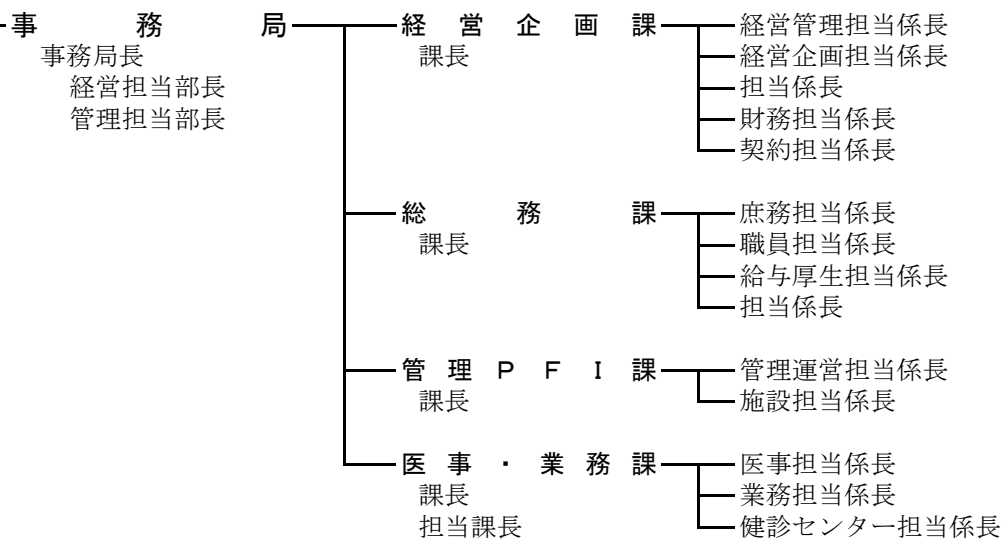 事務局
事務局長
経営担当部長
管理担当部長
経営企画課
課長
経営管理担当係長
経営企画担当係長
担当係長
財務担当係長
契約担当係長
総務課
課長
庶務担当係長
職員担当係長
給与厚生担当係長
担当係長
管理ＰＦＩ課
課長
管理運営担当係長
施設担当係長
医事・業務課
課長
担当課長
医事担当係長
業務担当係長
健診センター担当係長